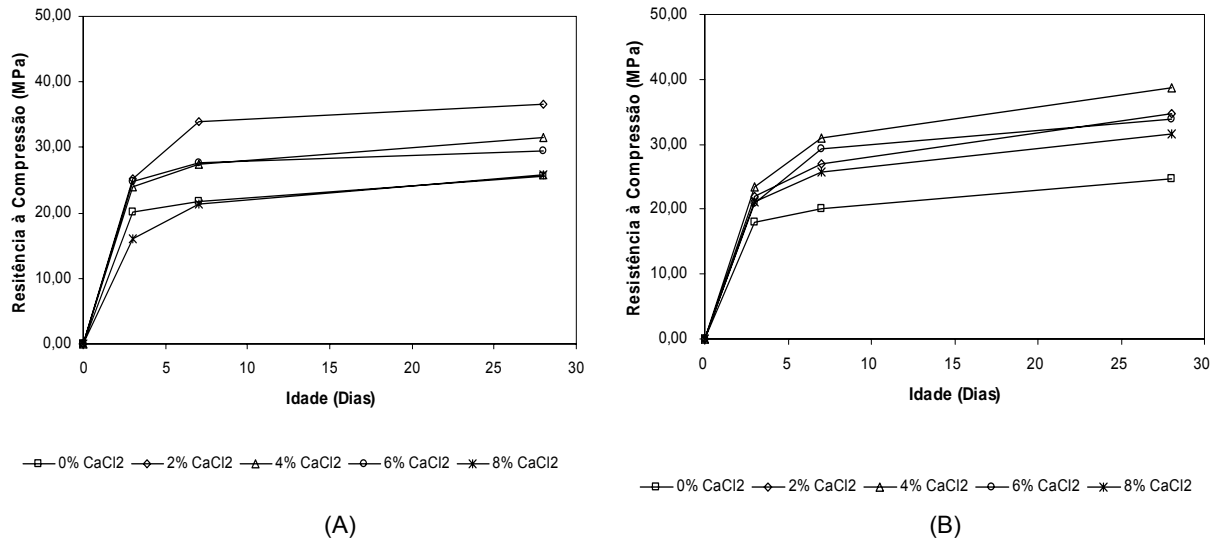 Resitência à Compressão (MPa)
50,00
40,00
30,00
20,00
10,00
0,00
0 5 10 15 20 25 30
Idade (Dias)
0% CaCl2 2% CaCl2 4% CaCl2 6% CaCl2 8% CaCl2
(A)
Resistência à Compressão (MPa)
50,00
40,00
30,00
20,00
10,00
0,00
0 5 10 15 20 25 30
Idade (Dias)
0% CaCl2 2% CaCl2 4% CaCl2 6% CaCl2 8% CaCl2
(B)